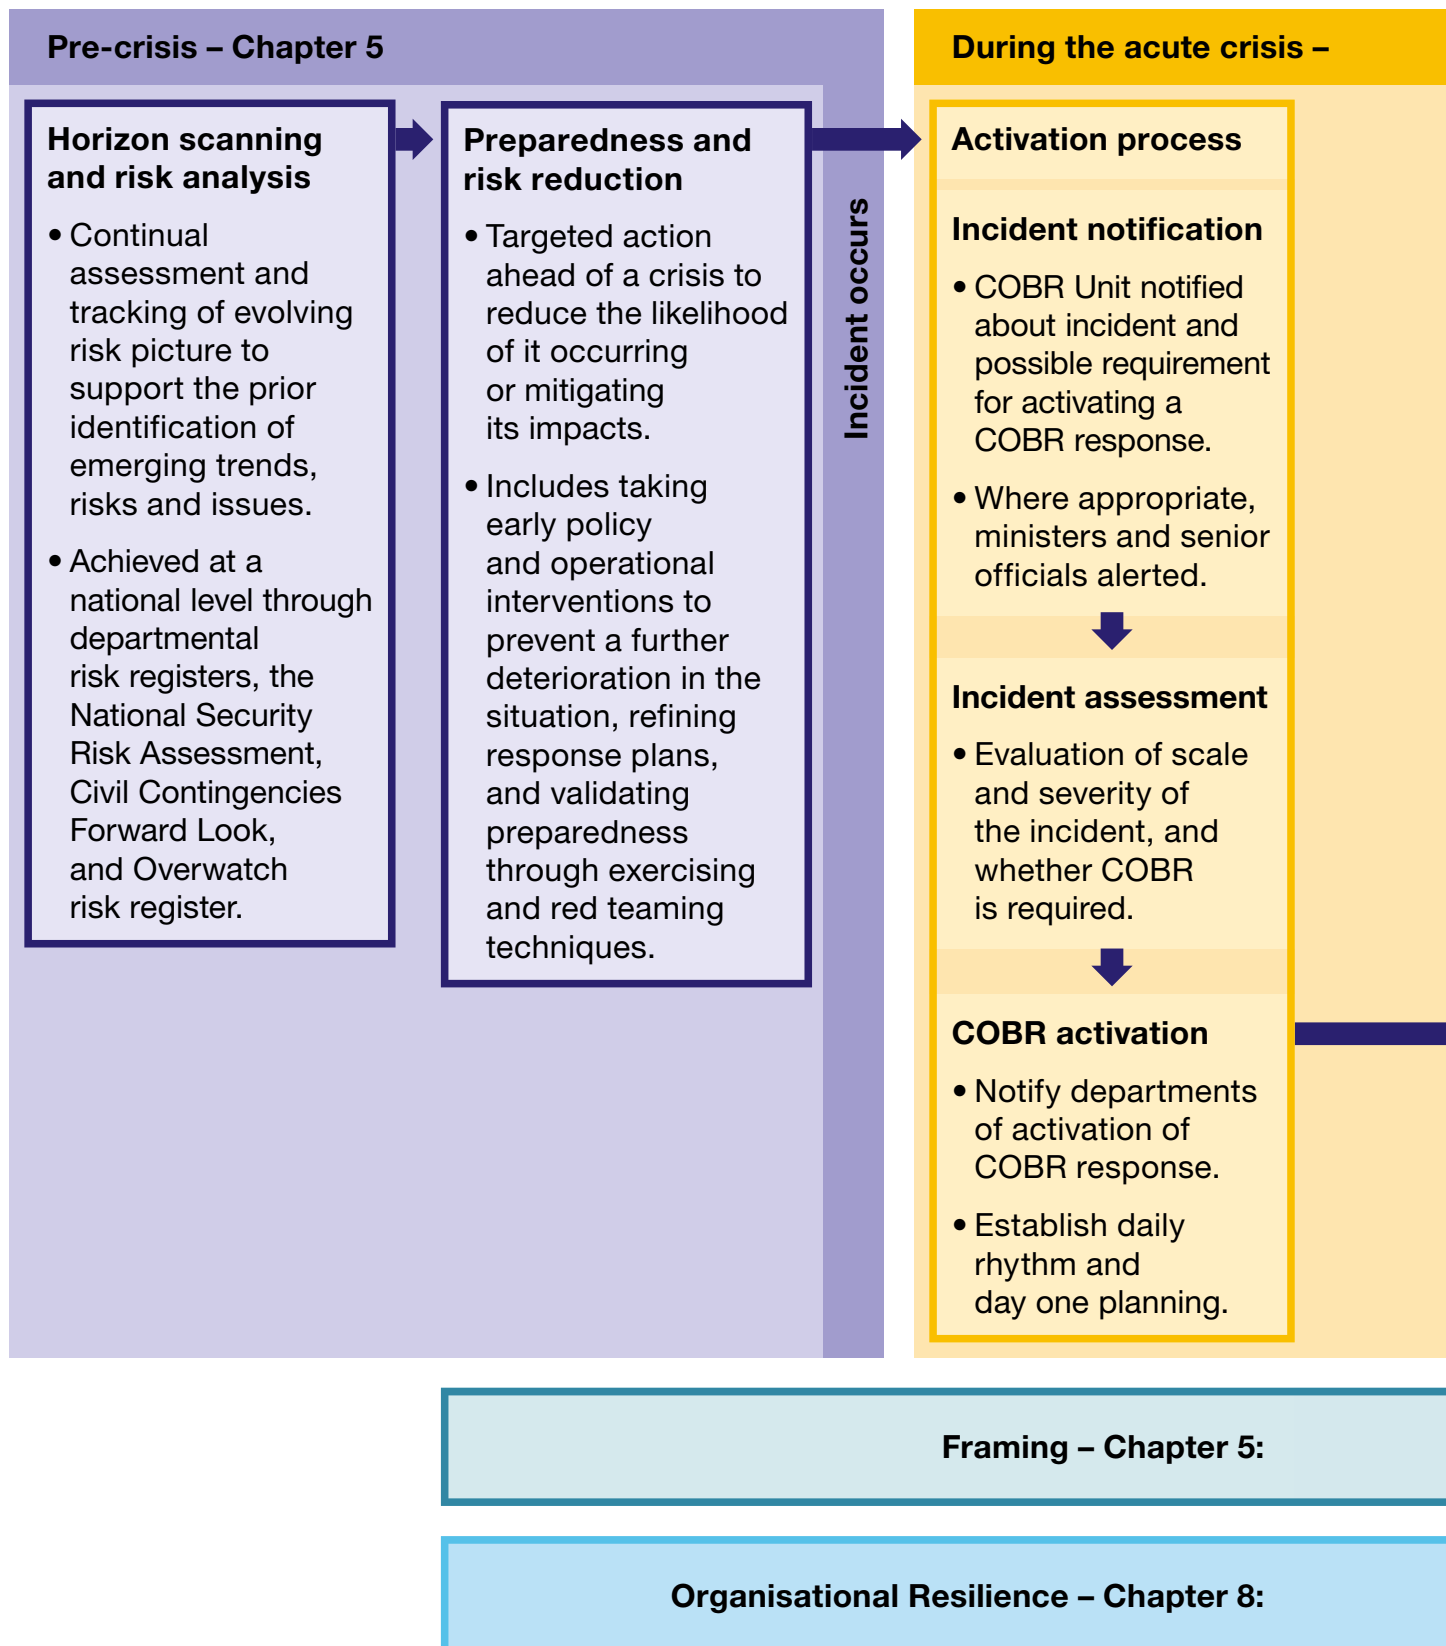 Pre-crisis – Chapter 5
Horizon scanning
and risk analysis
• Continual
assessment and
tracking of evolving
risk picture to
support the prior
identification of
emerging trends,
risks and issues.
• Achieved at a
national level through
departmental
risk registers, the
National Security
Risk Assessment,
Civil Contingencies
Forward Look,
and Overwatch
risk register.
Preparedness and
risk reduction
• Targeted action
ahead of a crisis to
reduce the likelihood
of it occurring
or mitigating
its impacts.
• Includes taking
early policy
and operational
interventions to
prevent a further
deterioration in the
situation, refining
response plans,
and validating
preparedness
through exercising
and red teaming
techniques.
Incident occurs
During the acute crisis –
Activation process
Incident notification
• COBR Unit notified
about incident and
possible requirement
for activating a
COBR response.
• Where appropriate,
ministers and senior
officials alerted.
Incident assessment
• Evaluation of scale
and severity of
the incident, and
whether COBR
is required.
COBR activation
• Notify departments
of activation of
COBR response.
• Establish daily
rhythm and
day one planning.
Framing – Chapter 5:
Organisational Resilience – Chapter 8: